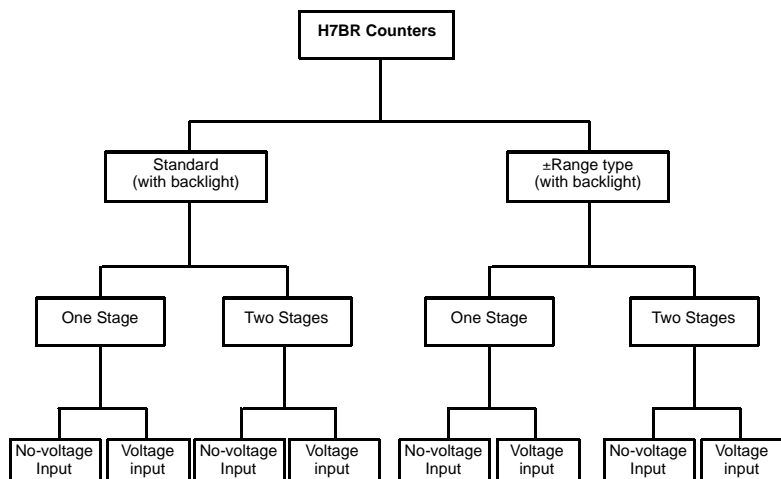 H7BR Counters
Standard
(with backlight)
±Range type
(with backlight)
One Stage
Two Stages
One Stage
Two Stages
No-voltage
Input
Voltage
input
No-voltage
Input
Voltage
input
No-voltage
Input
Voltage
input
No-voltage
Input
Voltage
input